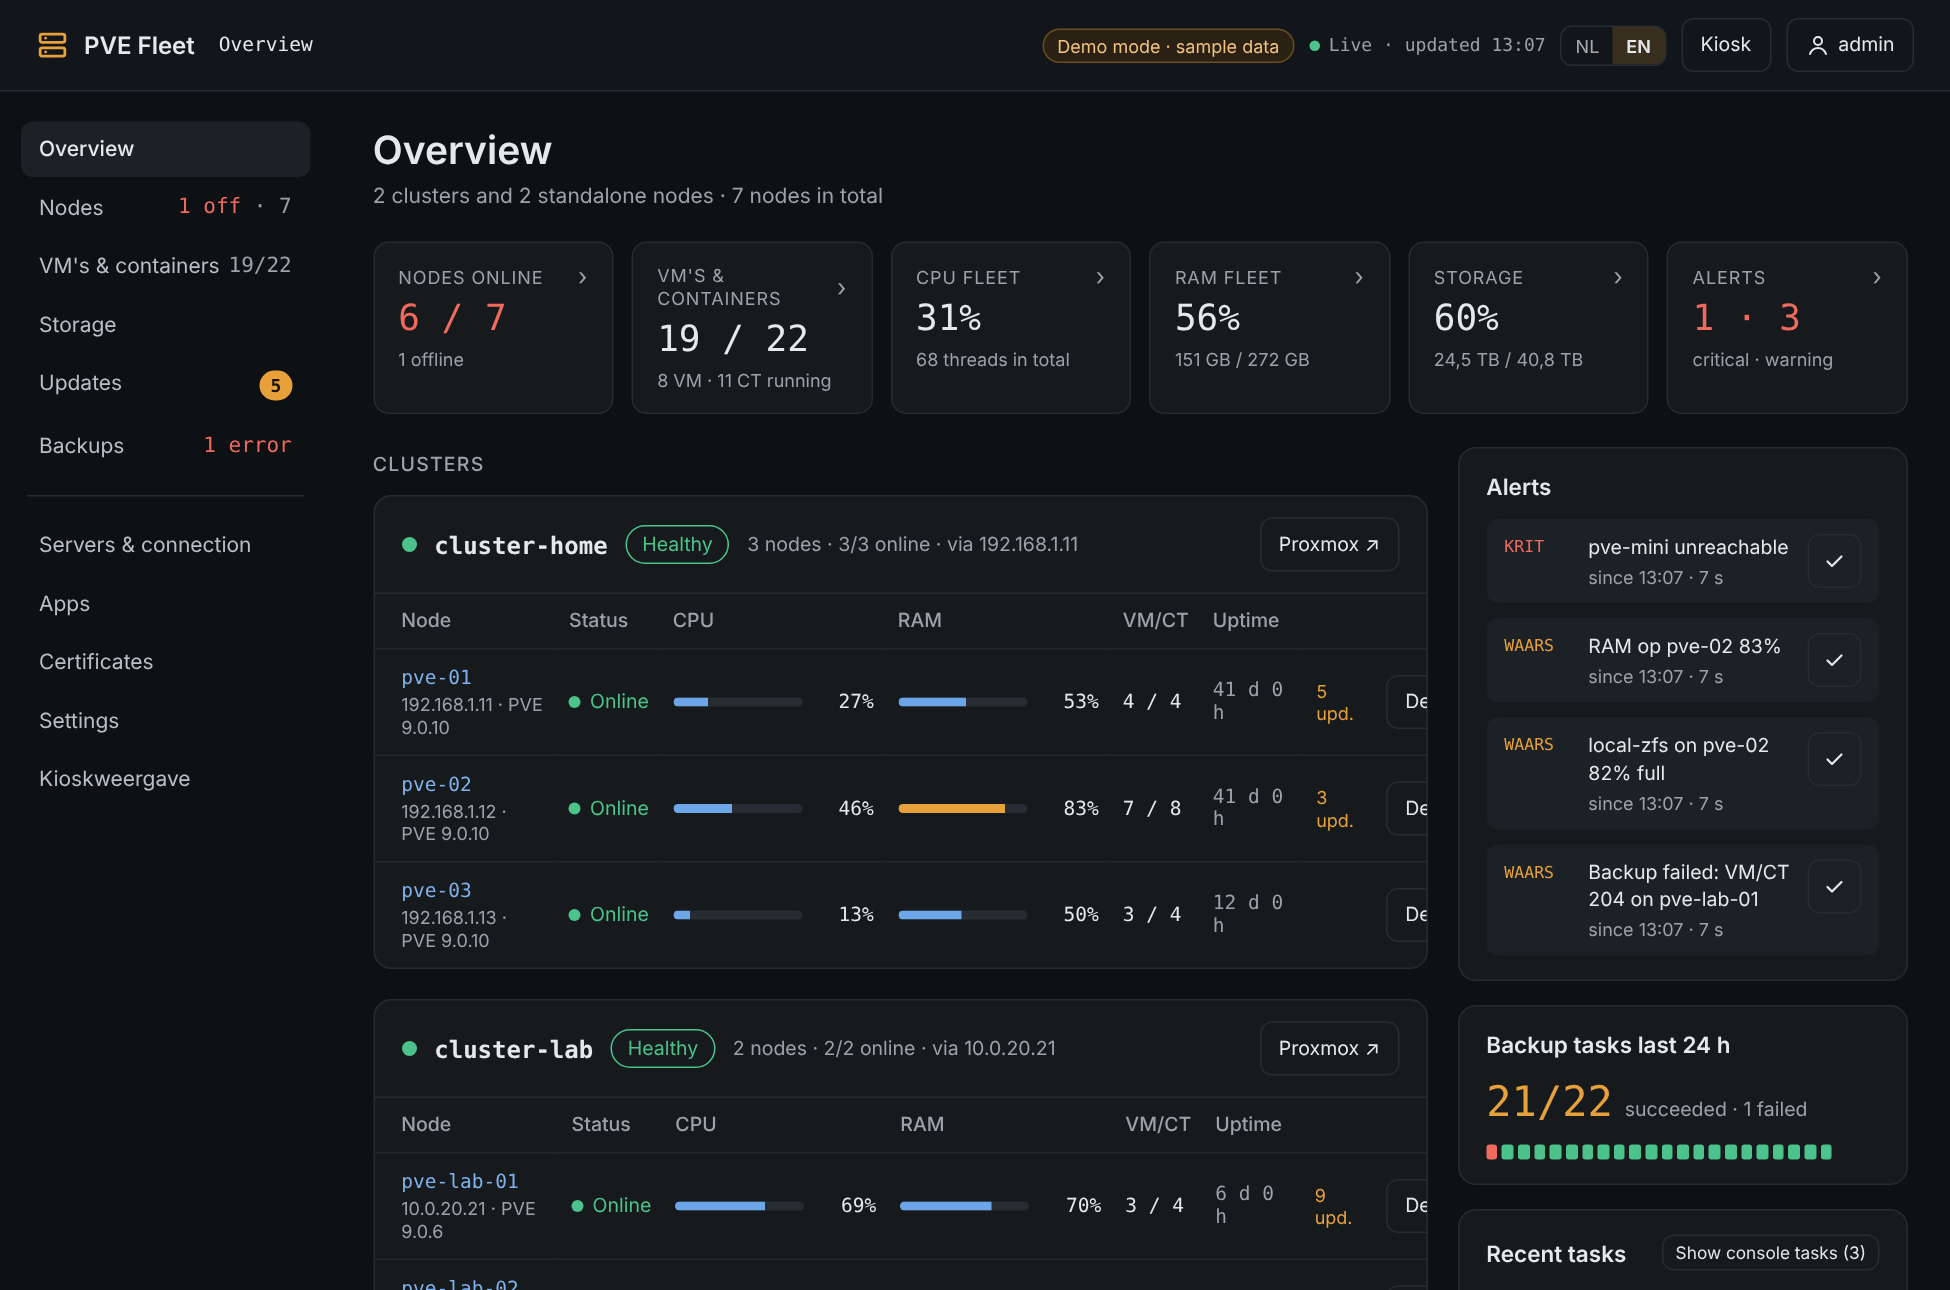 PVE Fleet Overview
Demo mode · sample data
Live · updated 13:07
NL EN
Kiosk
admin
Overview
Nodes 1 off · 7
VM's & containers 19/22
Storage
Updates 5
Backups 1 error
Servers & connection
Apps
Certificates
Settings
Kioskweergave
Overview
2 clusters and 2 standalone nodes · 7 nodes in total
NODES ONLINE
6 / 7
1 offline
VM'S &
CONTAINERS
19 / 22
8 VM · 11 CT running
CPU FLEET
31%
68 threads in total
RAM FLEET
56%
151 GB / 272 GB
STORAGE
60%
24,5 TB / 40,8 TB
ALERTS
1 · 3
critical · warning
CLUSTERS
cluster-home Healthy 3 nodes · 3/3 online · via 192.168.1.11 Proxmox ↗
Node Status CPU RAM VM/CT Uptime
pve-01
192.168.1.11 · PVE
9.0.10
Online 27% 53% 4 / 4
41 d 0
h
5
upd.
De
pve-02
192.168.1.12 ·
PVE 9.0.10
Online 46% 83% 7 / 8
41 d 0
h
3
upd.
De
pve-03
192.168.1.13 ·
PVE 9.0.10
Online 13% 50% 3 / 4
12 d 0
h
De
cluster-lab Healthy 2 nodes · 2/2 online · via 10.0.20.21 Proxmox ↗
Node Status CPU RAM VM/CT Uptime
pve-lab-01
10.0.20.21 · PVE
9.0.6
Online 69% 70% 3 / 4
6 d 0
h
9
upd.
De
pve-lab-02
Alerts
KRIT pve-mini unreachable
since 13:07 · 7 s
WAARS RAM op pve-02 83%
since 13:07 · 7 s
WAARS local-zfs on pve-02
82% full
since 13:07 · 7 s
WAARS Backup failed: VM/CT
204 on pve-lab-01
since 13:07 · 7 s
Backup tasks last 24 h
21/22 succeeded · 1 failed
Recent tasks Show console tasks (3)